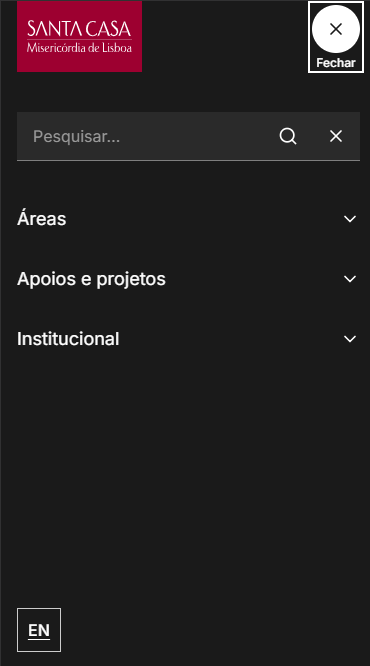 SANTA CASA
Misericórdia de Lisboa
Fechar
Pesquisar...
Áreas
Apoios e projetos
Institucional
EN